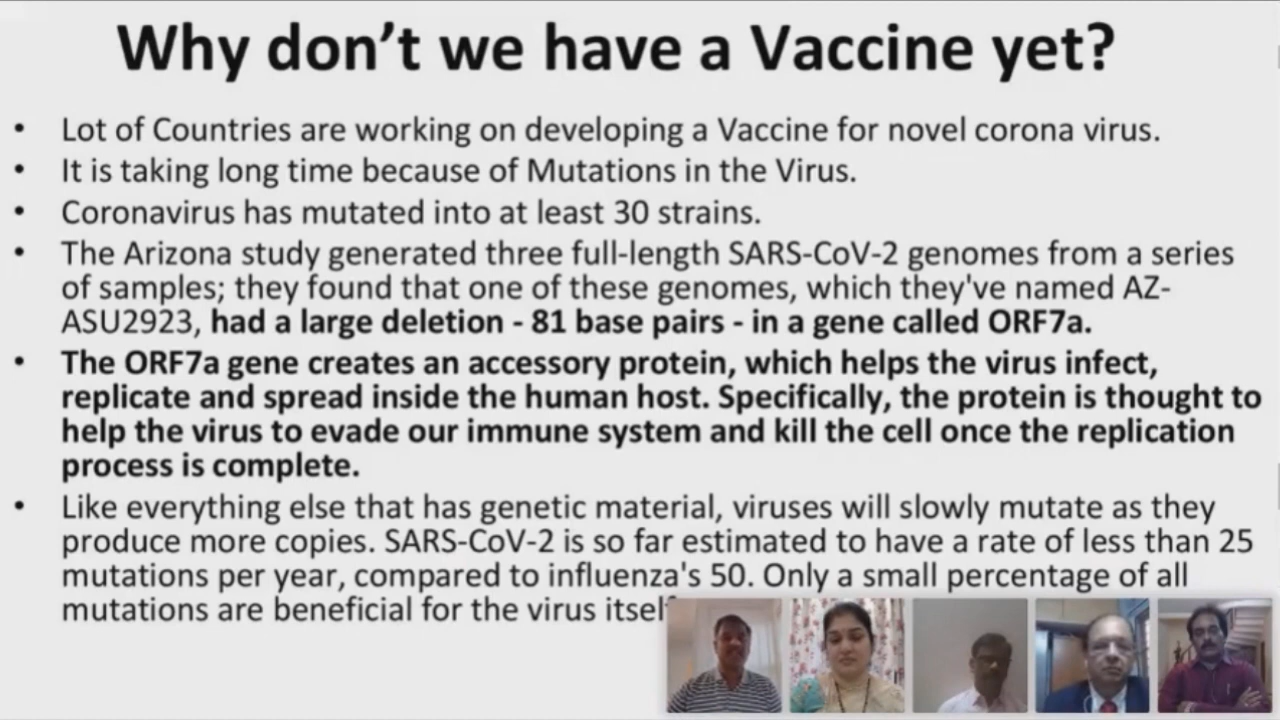 Why don’t we have a Vaccine yet?
• Lot of Countries are working on developing a Vaccine for novel corona virus.
• It is taking long time because of Mutations in the Virus.
• Coronavirus has mutated into at least 30 strains.
• The Arizona study generated three full-length SARS-CoV-2 genomes from a series
of samples; they found that one of these genomes, which they've named AZ-
ASU2923, had a large deletion - 81 base pairs - in a gene called ORF7a.
• The ORF7a gene creates an accessory protein, which helps the virus infect,
replicate and spread inside the human host. Specifically, the protein is thought to
help the virus to evade our immune system and kill the cell once the replication
process is complete.
• Like everything else that has genetic material, viruses will slowly mutate as they
produce more copies. SARS-CoV-2 is so far estimated to have a rate of less than 25
mutations per year, compared to influenza's 50. Only a small percentage of all
mutations are beneficial for the virus itsel